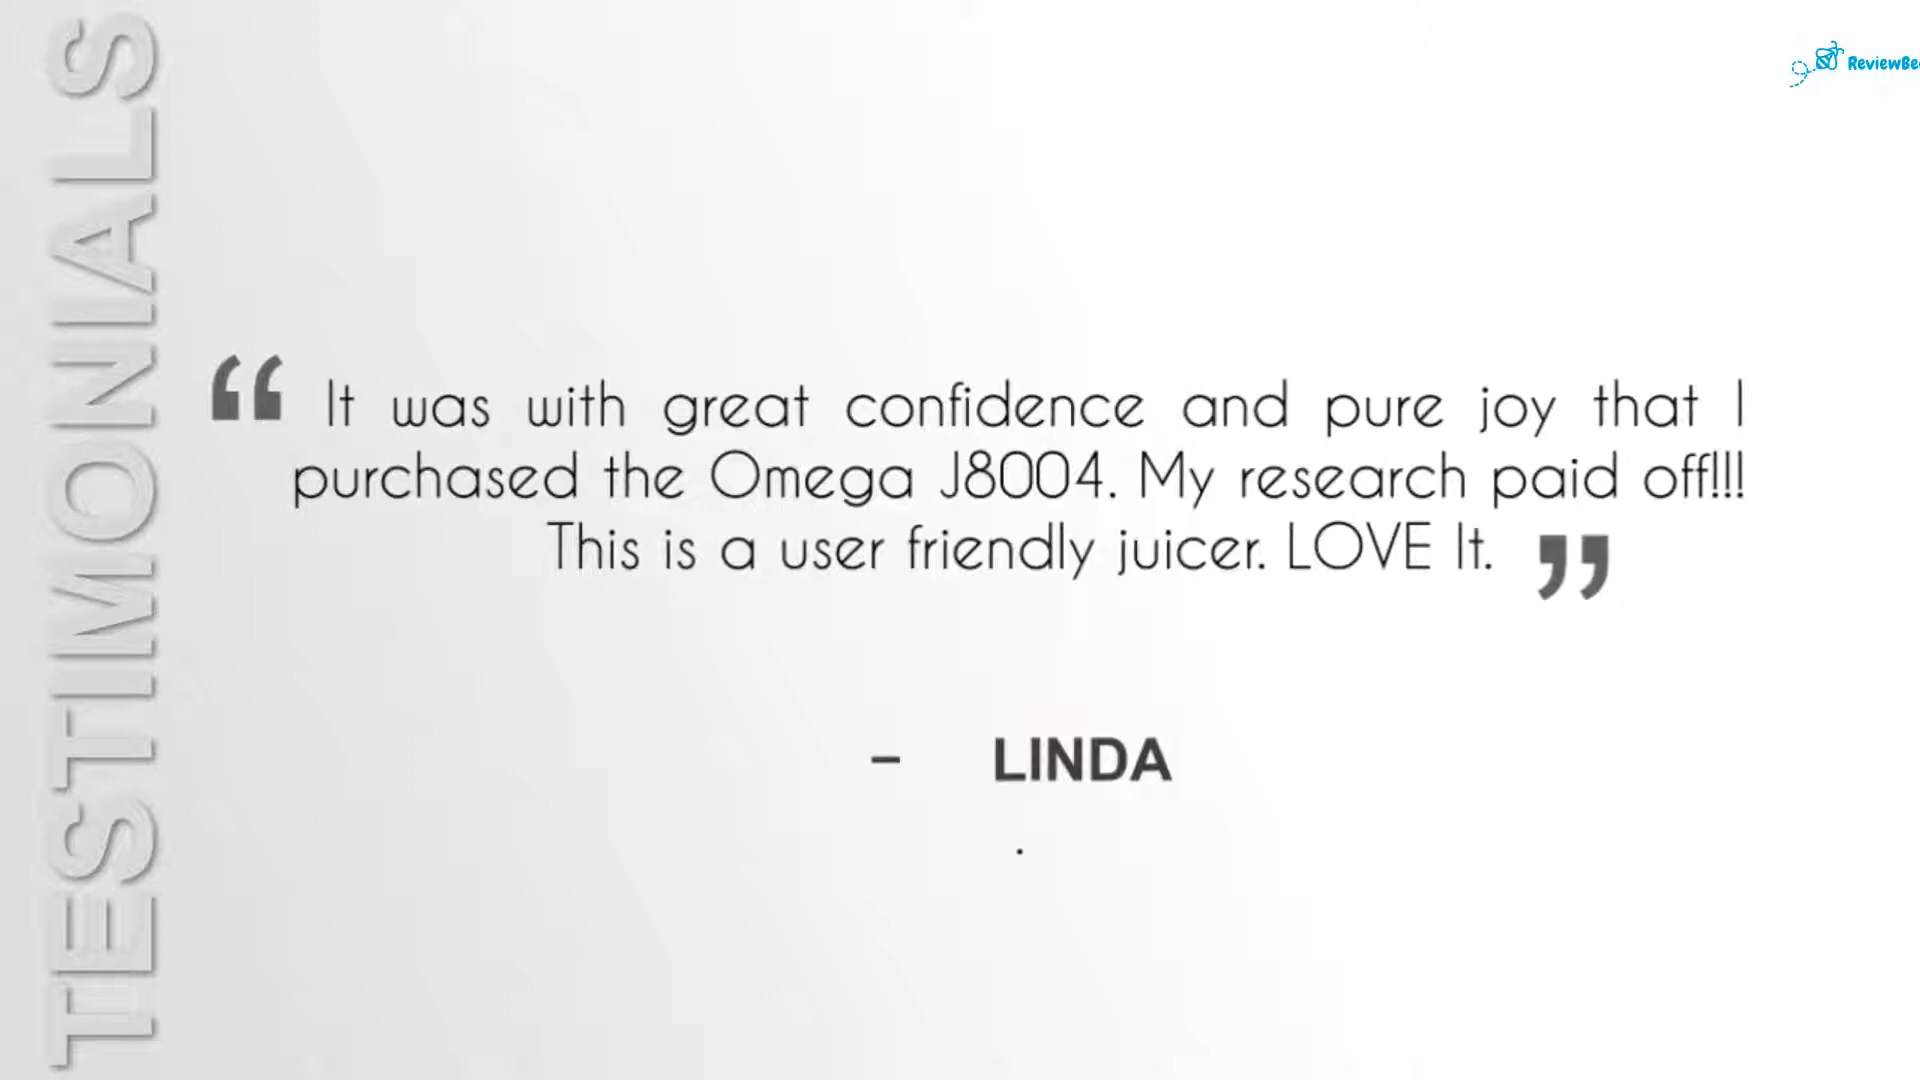 TESTIMONIALS
“ It was with great confidence and pure joy that I
purchased the Omega J8004. My research paid off!!!
This is a user friendly juicer. LOVE It. ”
– LINDA
.